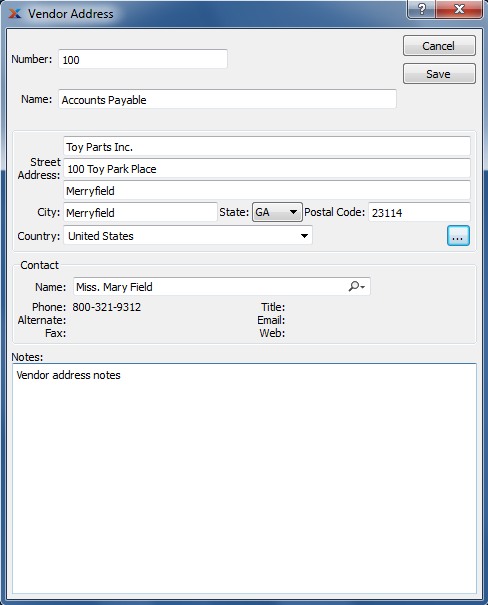 Vendor Address
?
X
Cancel
Number: 100
Save
Name: Accounts Payable
Toy Parts Inc.
Street Address: 100 Toy Park Place
Merryfield
City: Merryfield State: GA Postal Code: 23114
Country: United States ...
Contact
Name: Miss. Mary Field
Phone: 800-321-9312 Title:
Alternate: Email:
Fax: Web:
Notes:
Vendor address notes